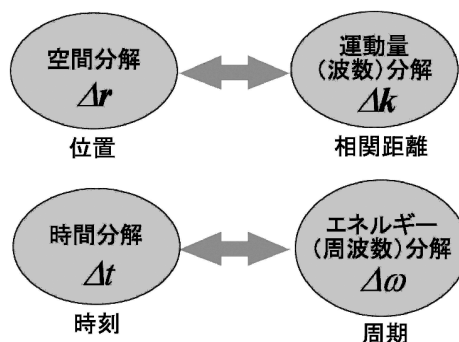 空間分解
Δr
位置
運動量
(波数)分解
Δk
相関距離
時間分解
Δt
時刻
エネルギー
(周波数)分解
Δω
周期